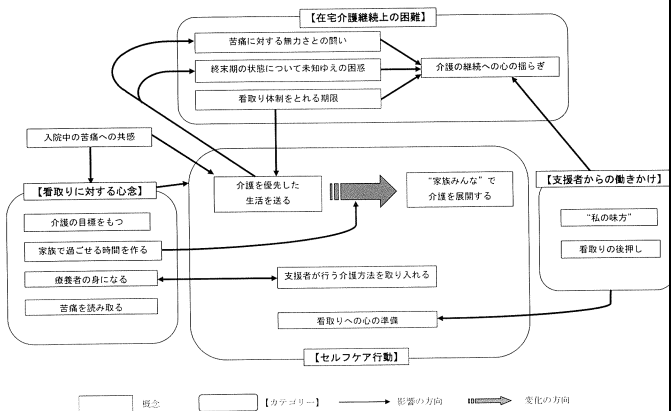 【在宅介護継続上の困難】
苦痛に対する無力さとの闘い
終末期の状態について未知ゆえの困惑
介護の継続への心の揺らぎ
看取り体制をとれる期限
入院中の苦痛への共感
【看取りに対する心念】
介護の目標をもつ
家族で過ごせる時間を作る
療養者の身になる
苦痛を読み取る
介護を優先した
生活を送る
“家族みんな”で
介護を展開する
支援者が行う介護方法を取り入れる
看取りへの心の準備
【セルフケア行動】
【支援者からの働きかけ】
“私の味方”
看取りの後押し
概念
【カテゴリー】
影響の方向
変化の方向